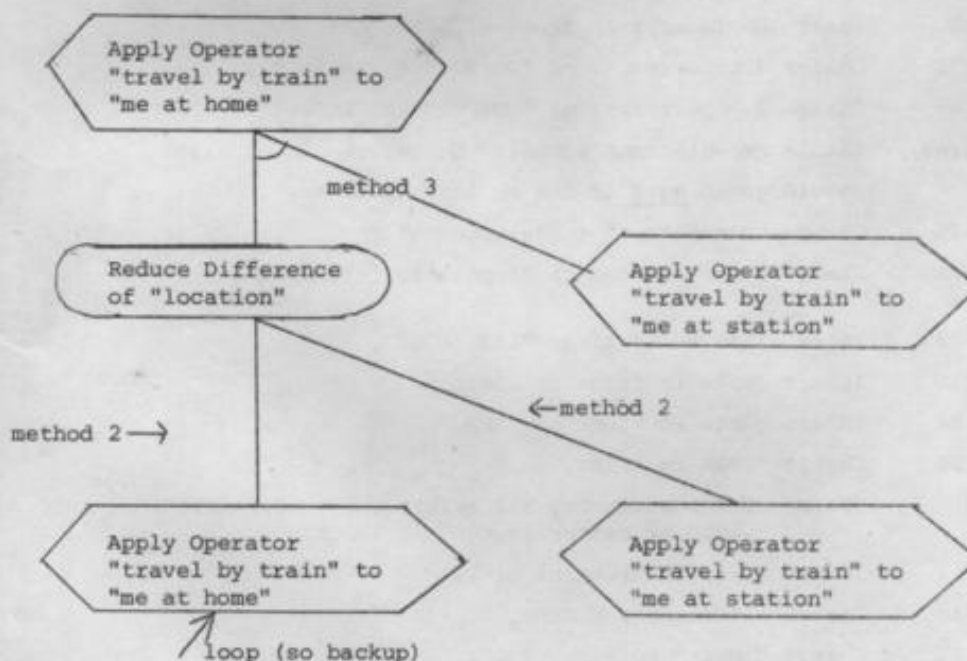 Apply Operator
"travel by train" to
"me at home"
method 3
Reduce Difference
of "location"
Apply Operator
"travel by train" to
"me at station"
method 2
method 2
Apply Operator
"travel by train" to
"me at home"
Apply Operator
"travel by train" to
"me at station"
loop (so backup)